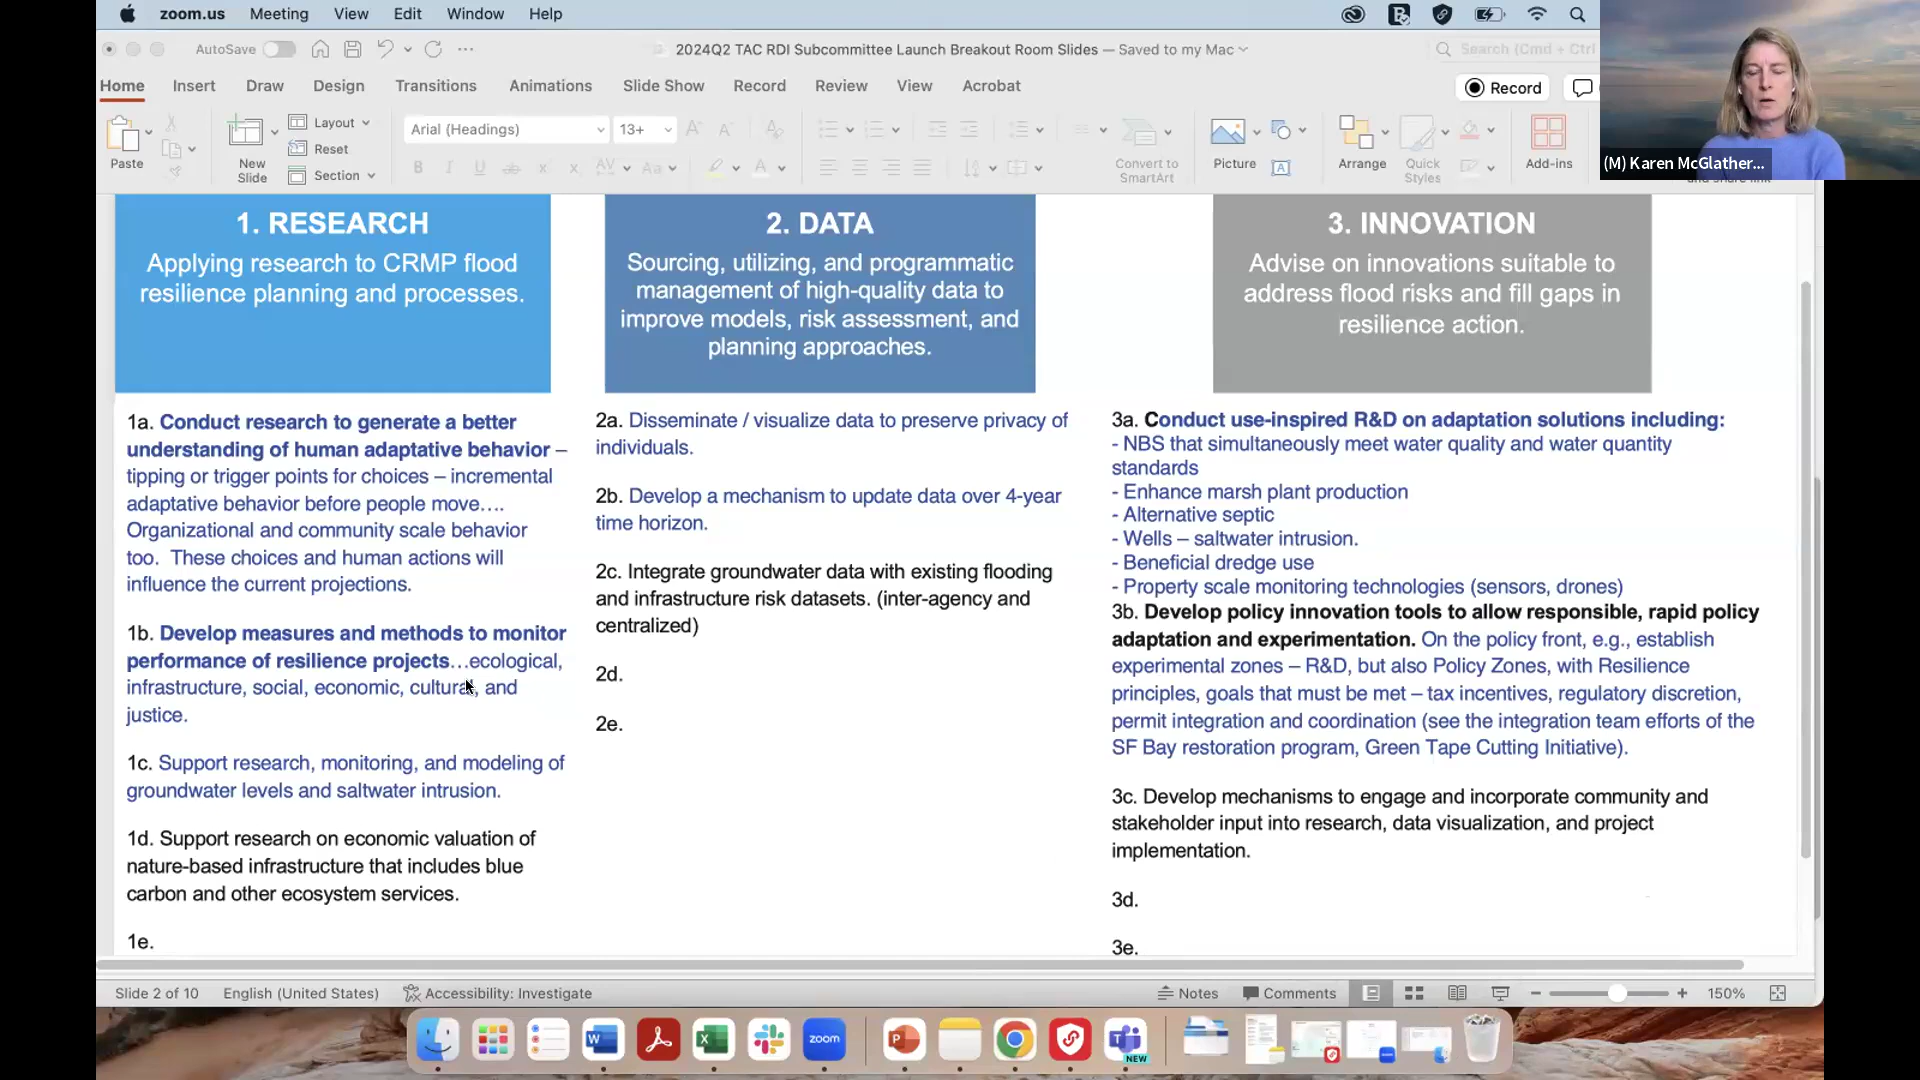 zoom.us Meeting View Edit Window Help
AutoSave
2024Q2 TAC RDI Subcommittee Launch Breakout Room Slides — Saved to my Mac
Search (Cmd + Ctrl
Home Insert Draw Design Transitions Animations Slide Show Record Review View Acrobat
Record
Paste
New Slide
Layout
Reset
Section
Arial (Headings) 13+
Convert to SmartArt
Picture
Arrange
Quick Styles
Add-ins
and share link
(M) Karen McGlather...
1. RESEARCH
Applying research to CRMP flood
resilience planning and processes.
1a. Conduct research to generate a better
understanding of human adaptative behavior –
tipping or trigger points for choices – incremental
adaptative behavior before people move….
Organizational and community scale behavior
too. These choices and human actions will
influence the current projections.
1b. Develop measures and methods to monitor
performance of resilience projects…ecological,
infrastructure, social, economic, cultural, and
justice.
1c. Support research, monitoring, and modeling of
groundwater levels and saltwater intrusion.
1d. Support research on economic valuation of
nature-based infrastructure that includes blue
carbon and other ecosystem services.
1e.
2. DATA
Sourcing, utilizing, and programmatic
management of high-quality data to
improve models, risk assessment, and
planning approaches.
2a. Disseminate / visualize data to preserve privacy of
individuals.
2b. Develop a mechanism to update data over 4-year
time horizon.
2c. Integrate groundwater data with existing flooding
and infrastructure risk datasets. (inter-agency and
centralized)
2d.
2e.
3. INNOVATION
Advise on innovations suitable to
address flood risks and fill gaps in
resilience action.
3a. Conduct use-inspired R&D on adaptation solutions including:
- NBS that simultaneously meet water quality and water quantity
standards
- Enhance marsh plant production
- Alternative septic
- Wells – saltwater intrusion.
- Beneficial dredge use
- Property scale monitoring technologies (sensors, drones)
3b. Develop policy innovation tools to allow responsible, rapid policy
adaptation and experimentation. On the policy front, e.g., establish
experimental zones – R&D, but also Policy Zones, with Resilience
principles, goals that must be met – tax incentives, regulatory discretion,
permit integration and coordination (see the integration team efforts of the
SF Bay restoration program, Green Tape Cutting Initiative).
3c. Develop mechanisms to engage and incorporate community and
stakeholder input into research, data visualization, and project
implementation.
3d.
3e.
Slide 2 of 10 English (United States) Accessibility: Investigate
Notes Comments 150%
zoom
NEW